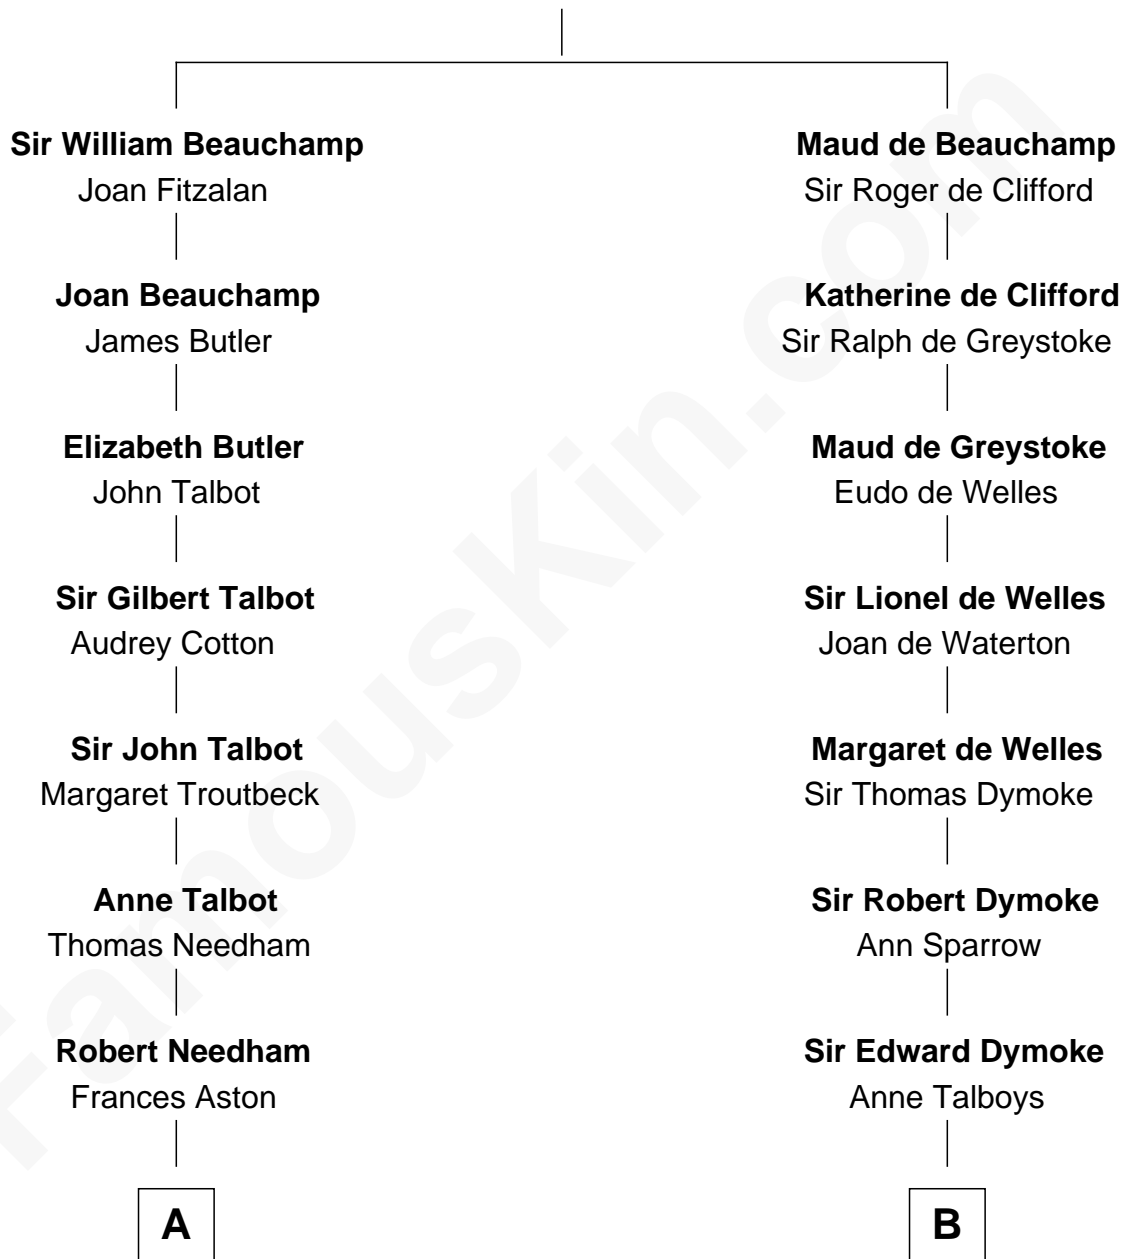 Sir William Beauchamp
Joan Fitzalan
Joan Beauchamp
James Butler
Elizabeth Butler
John Talbot
Sir Gilbert Talbot
Audrey Cotton
Sir John Talbot
Margaret Troutbeck
Anne Talbot
Thomas Needham
Robert Needham
Frances Aston
A
Maud de Beauchamp
Sir Roger de Clifford
Katherine de Clifford
Sir Ralph de Greystoke
Maud de Greystoke
Eudo de Welles
Sir Lionel de Welles
Joan de Waterton
Margaret de Welles
Sir Thomas Dymoke
Sir Robert Dymoke
Ann Sparrow
Sir Edward Dymoke
Anne Talboys
B
FamousKin.com